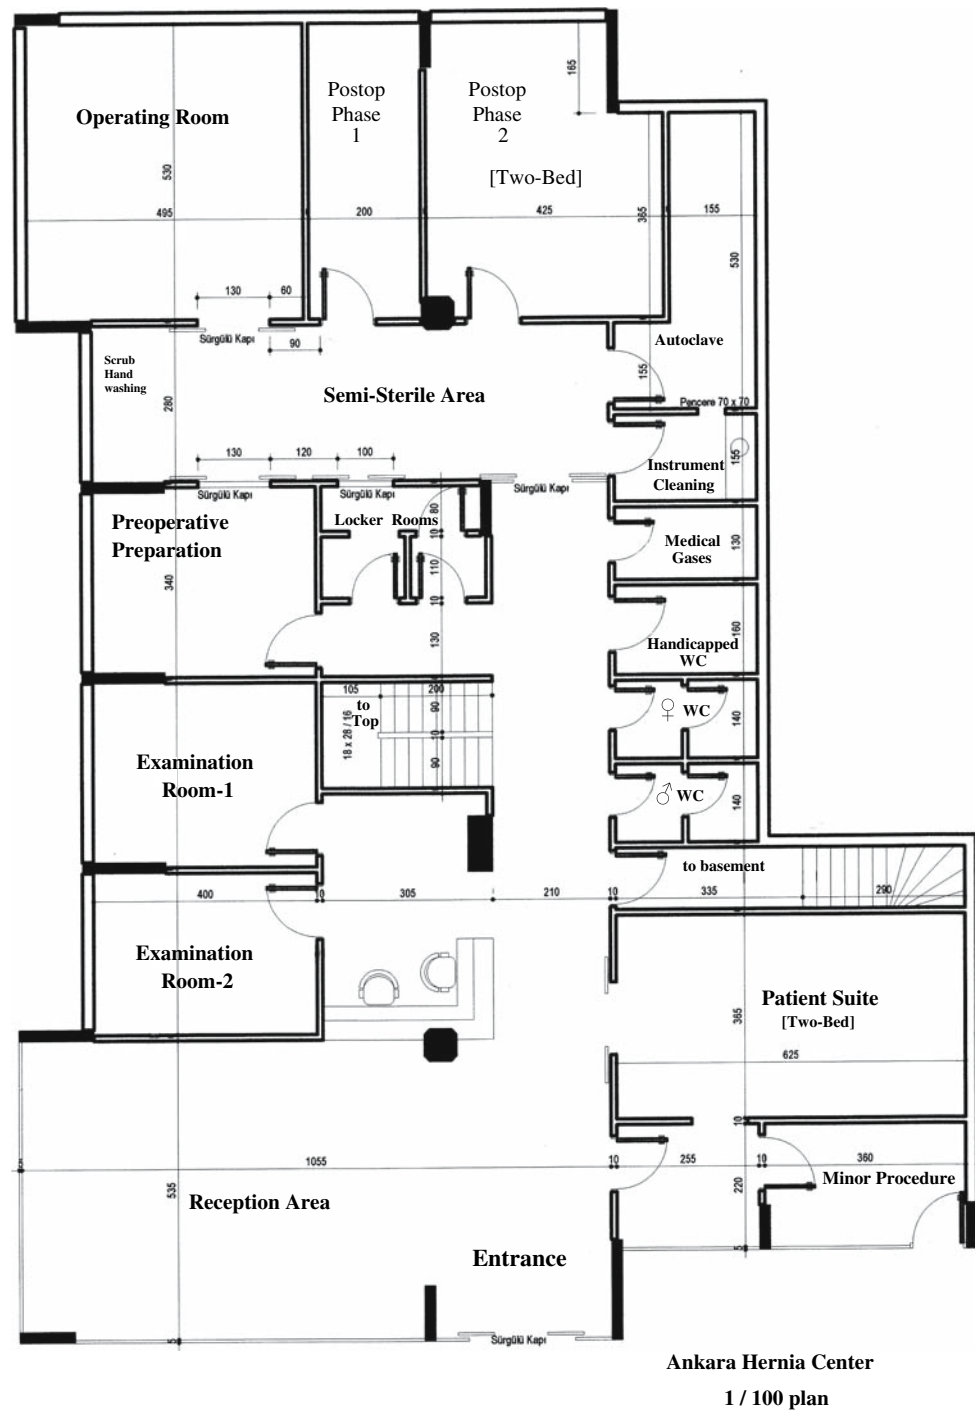 165
Postop
Phase
1
Postop
Phase
2
Operating Room
[Two-Bed]
530
495
200
425
365
155
530
130
60
Sürgülü Kapı
90
Autoclave
Scrub
Hand
washing
155
280
Semi-Sterile Area
Pencere 70 x 70
130
120
100
155
Instrument
Cleaning
Sürgülü Kapı
Sürgülü Kapı
Sürgülü Kapı
Preoperative
Preparation
Locker Rooms
80
10
110
10
Medical
Gases
130
340
130
160
Handicapped
WC
105
200
to
Top
18 x 28 / 16
90
10
90
♀ WC
140
Examination
Room-1
♂ WC
140
to basement
400
305
210
10
335
290
Examination
Room-2
Patient Suite
[Two-Bed]
365
625
10
1055
10
255
10
360
535
220
Minor Procedure
Reception Area
Entrance
5
5
Sürgülü Kapı
Ankara Hernia Center
1 / 100 plan